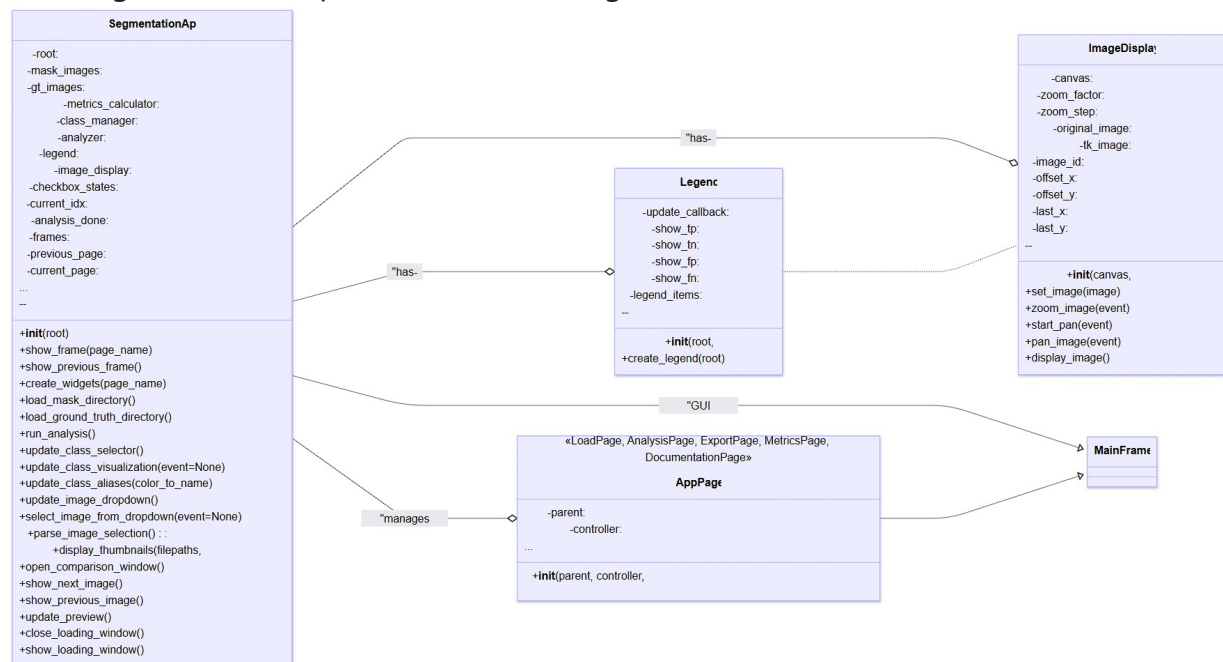 SegmentationAp
-root:
-mask_images:
-gt_images:
-metrics_calculator:
-class_manager:
-analyzer:
-legend:
-image_display:
-checkbox_states:
-current_idx:
-analysis_done:
-frames:
-previous_page:
-current_page:
...
--
+init(root)
+show_frame(page_name)
+show_previous_frame()
+create_widgets(page_name)
+load_mask_directory()
+load_ground_truth_directory()
+run_analysis()
+update_class_selector()
+update_class_visualization(event=None)
+update_class_aliases(color_to_name)
+update_image_dropdown()
+select_image_from_dropdown(event=None)
+parse_image_selection() : :
+display_thumbnails(filepaths,
+open_comparison_window()
+show_next_image()
+show_previous_image()
+update_preview()
+close_loading_window()
+show_loading_window()
"has-
"has-
"GUI
"manages
Legend
-update_callback:
-show_tp:
-show_tn:
-show_fp:
-show_fn:
-legend_items:
--
+init(root,
+create_legend(root)
«LoadPage, AnalysisPage, ExportPage, MetricsPage,
DocumentationPage»
AppPage
-parent:
-controller:
...
+init(parent, controller,
ImageDisplay
-canvas:
-zoom_factor:
-zoom_step:
-original_image:
-tk_image:
-image_id:
-offset_x:
-offset_y:
-last_x:
-last_y:
--
+init(canvas,
+set_image(image)
+zoom_image(event)
+start_pan(event)
+pan_image(event)
+display_image()
MainFrame